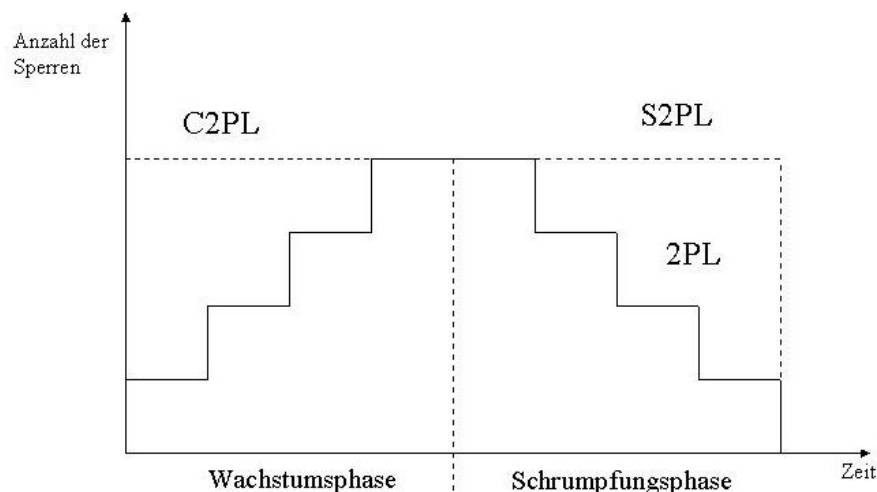 Anzahl der
Sperren
C2PL
S2PL
2PL
Zeit
Wachstumsphase
Schrumpfungsphase